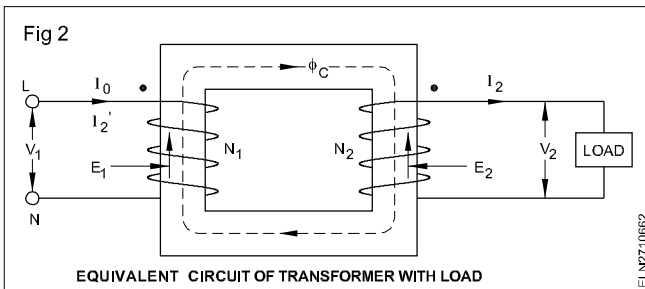 Fig 2
ϕC
L
I0
I2
I2'
V1
E1
N1
N2
E2
V2
LOAD
N
EQUIVALENT CIRCUIT OF TRANSFORMER WITH LOAD
ELN2710662